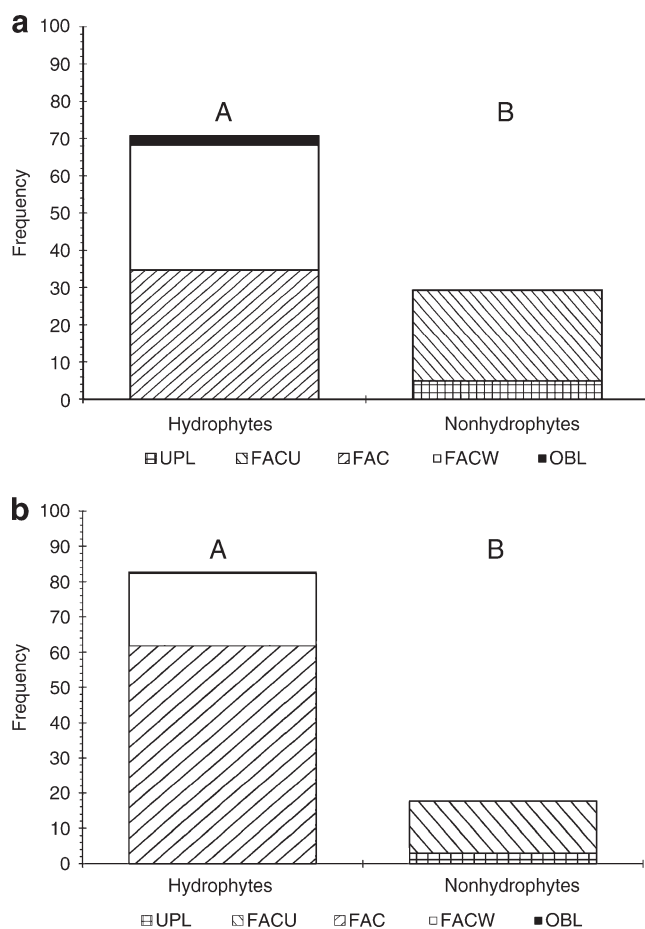 a
100
90
80
70
60
50
40
30
20
10
0
Frequency
A
B
Hydrophytes Nonhydrophytes
UPL FACU FAC FACW OBL
b
100
90
80
70
60
50
40
30
20
10
0
Frequency
A
B
Hydrophytes Nonhydrophytes
UPL FACU FAC FACW OBL